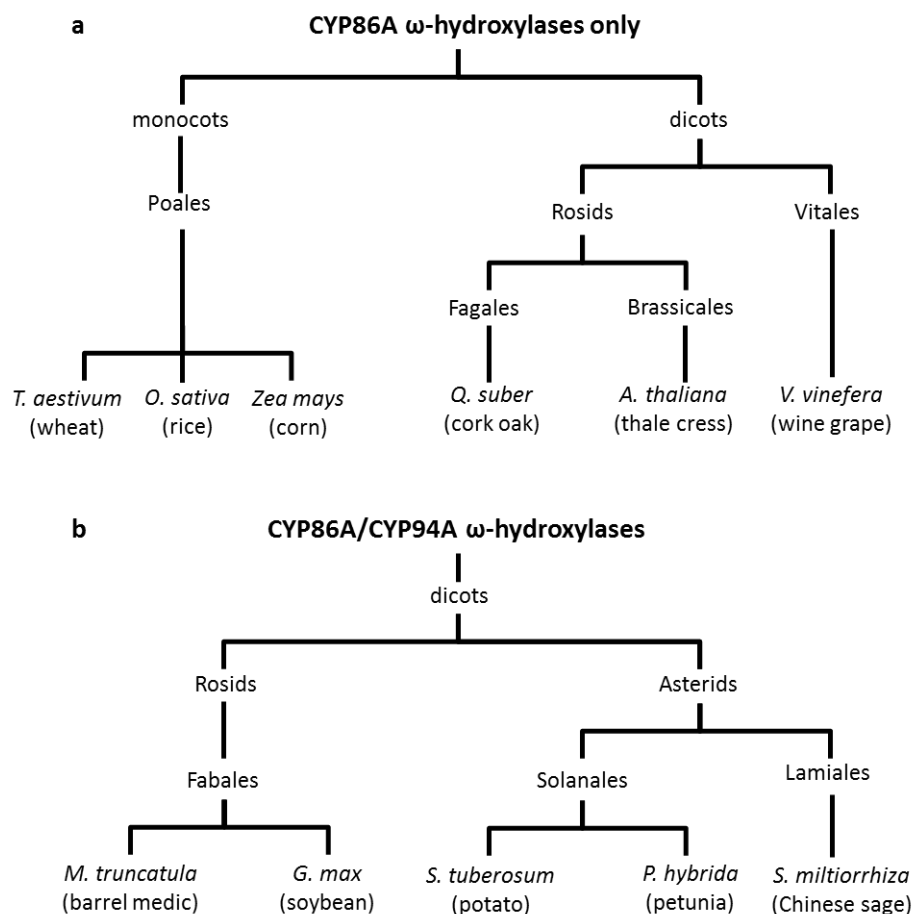 a CYP86A ω-hydroxylases only
monocots dicots
Poales Rosids Vitales
Fagales Brassicales
T. aestivum O. sativa Zea mays Q. suber A. thaliana V. vinefera
(wheat) (rice) (corn) (cork oak) (thale cress) (wine grape)
b CYP86A/CYP94A ω-hydroxylases
dicots
Rosids Asterids
Fabales Solanales Lamiales
M. truncatula G. max S. tuberosum P. hybrida S. miltiorrhiza
(barrel medic) (soybean) (potato) (petunia) (Chinese sage)